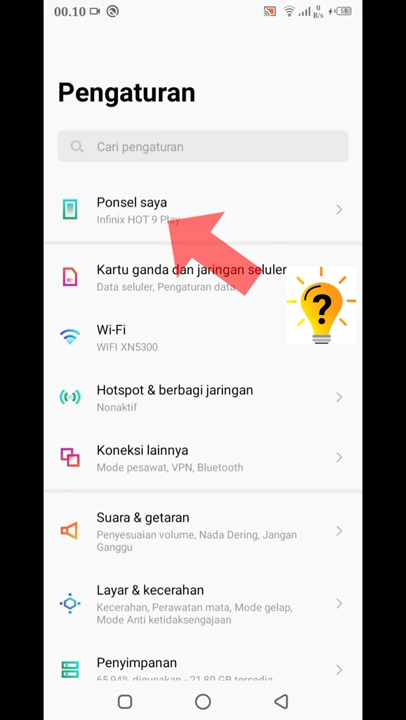 00.10
0
B/s
58
Pengaturan
Cari pengaturan
Ponsel saya
Infinix HOT 9 Play
Kartu ganda dan jaringan seluler
Data seluler, Pengaturan data
?
Wi-Fi
WIFI XN5300
Hotspot & berbagi jaringan
Nonaktif
Koneksi lainnya
Mode pesawat, VPN, Bluetooth
Suara & getaran
Penyesuaian volume, Nada Dering, Jangan
Ganggu
Layar & kecerahan
Kecerahan, Perawatan mata, Mode gelap,
Mode Anti ketidaksengajaan
Penyimpanan
65,94% digunakan - 21,80 GB tersedia